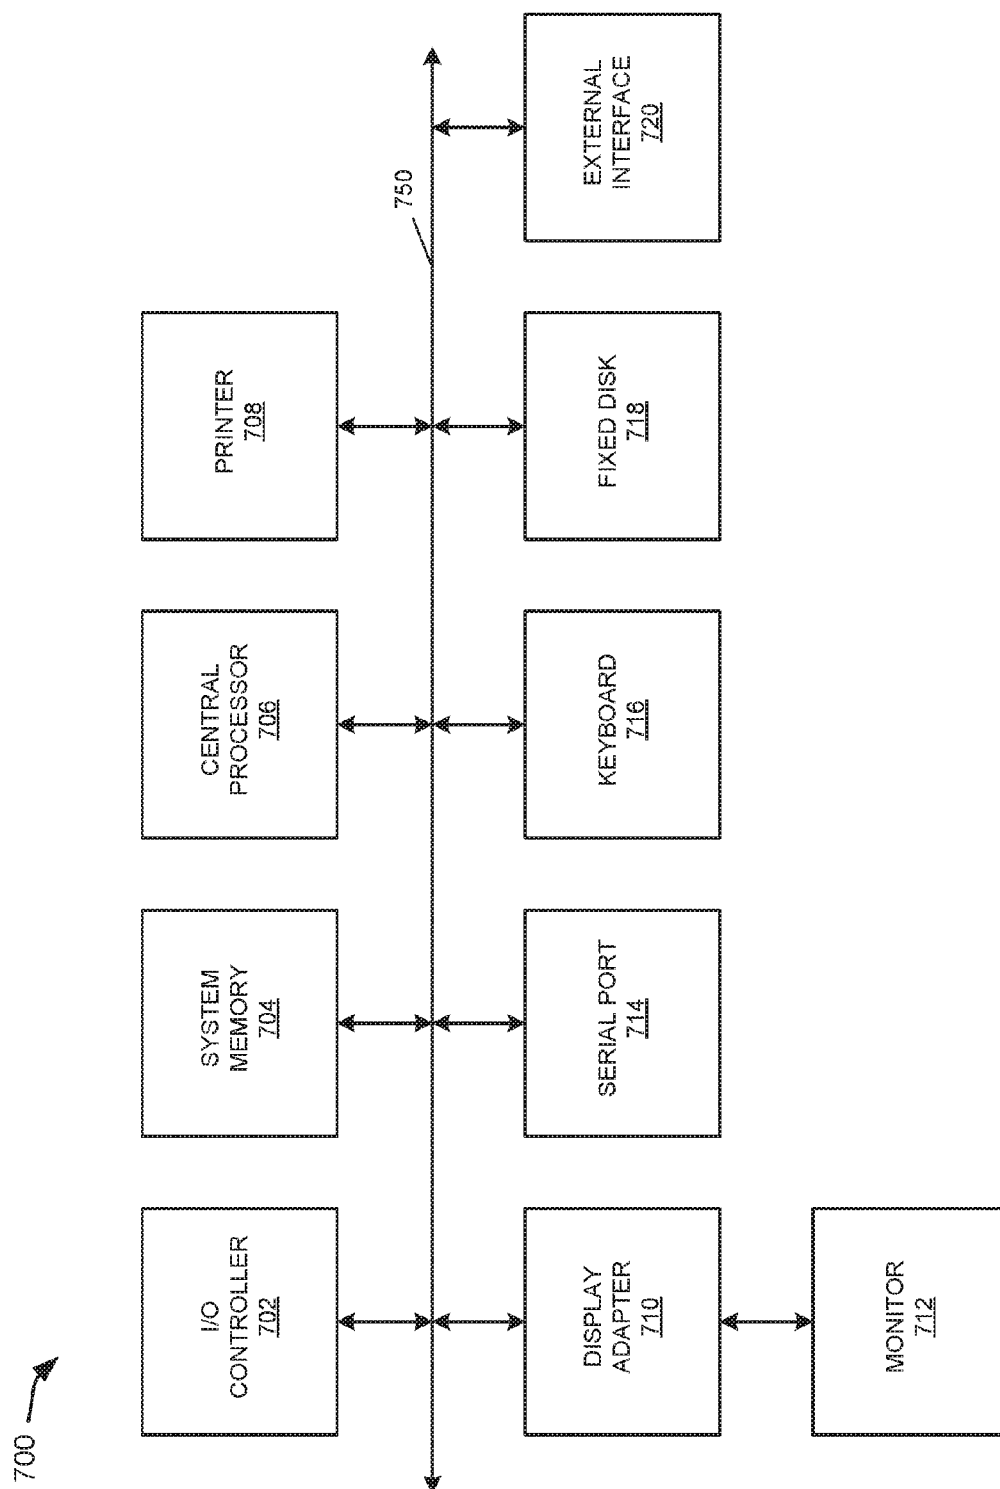 700
I/O
CONTROLLER
702
SYSTEM
MEMORY
704
CENTRAL
PROCESSOR
706
PRINTER
708
750
DISPLAY
ADAPTER
710
SERIAL PORT
714
KEYBOARD
716
FIXED DISK
718
EXTERNAL
INTERFACE
720
MONITOR
712